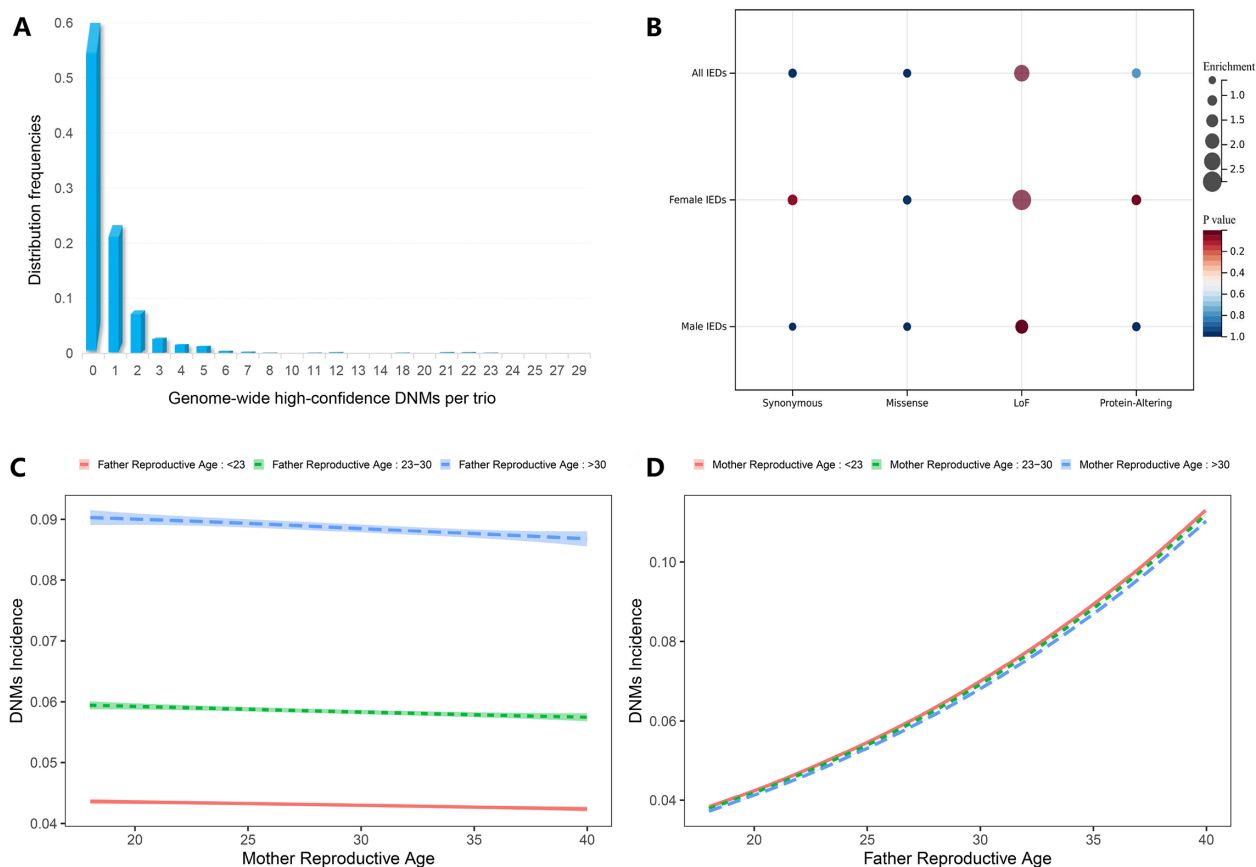 A
0.6
0.5
0.4
0.3
0.2
0.1
0
Distribution frequencies
0 1 2 3 4 5 6 7 8 10 11 12 13 14 18 20 21 22 23 24 25 27 29
Genome-wide high-confidence DNMs per trio
B
All IEDs
Female IEDs
Male IEDs
Synonymous Missense LoF Protein-Altering
Enrichment
1.0
1.5
2.0
2.5
P value
0.2
0.4
0.6
0.8
1.0
C
Father Reproductive Age : <23 Father Reproductive Age : 23−30 Father Reproductive Age : >30
0.09
0.08
0.07
0.06
0.05
0.04
DNMs Incidence
20 25 30 35 40
Mother Reproductive Age
D
Mother Reproductive Age : <23 Mother Reproductive Age : 23−30 Mother Reproductive Age : >30
0.10
0.08
0.06
0.04
DNMs Incidence
20 25 30 35 40
Father Reproductive Age